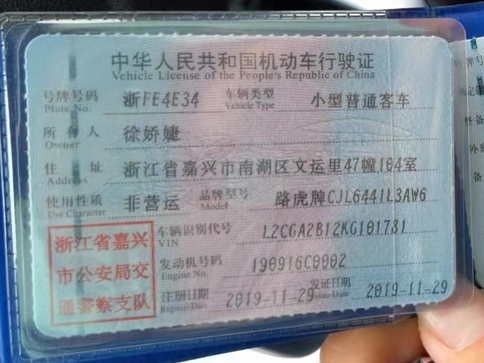 中华人民共和国机动车行驶证
Vehicle License of the People's Republic of China
号牌号码 浙FE4E34 车辆类型 小型普通客车
Plate No. Vehicle Type
所有人 徐娇婕
Owner
住址 浙江省嘉兴市南湖区文运里47幢104室
Address
使用性质 非营运 品牌型号 路虎牌CJL6441L3AW6
Use Character Model
浙江省嘉兴
市公安局交
通警察支队
车辆识别代号 L2CGA2B12KG101731
VIN
发动机号码 190916C0002
Engine No.
注册日期 2019-11-29 发证日期 2019-11-29
Register Date Issue Date